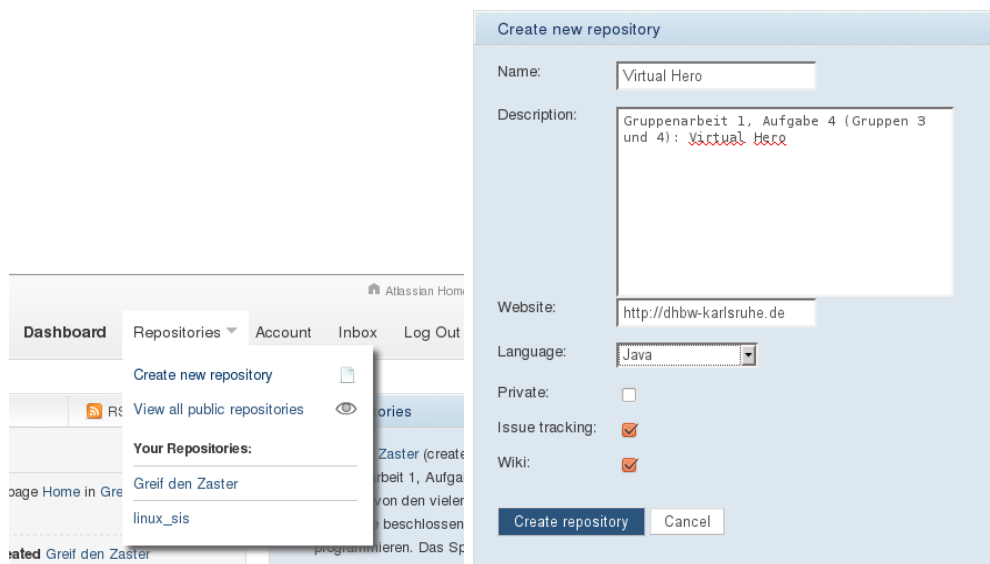 Atlassian Home
Dashboard Repositories Account Inbox Log Out
Create new repository
RS
View all public repositories
ories
Your Repositories:
Zaster (create
Greif den Zaster
rbeit 1, Aufga
page Home in Gre
von den vielen
linux_sis
beschlossen
programmieren. Das Sp
eated Greif den Zaster
Create new repository
Name: Virtual Hero
Description: Gruppenarbeit 1, Aufgabe 4 (Gruppen 3
und 4): Virtual Hero
Website: http://dhbw-karlsruhe.de
Language: Java
Private:
Issue tracking:
Wiki:
Create repository Cancel